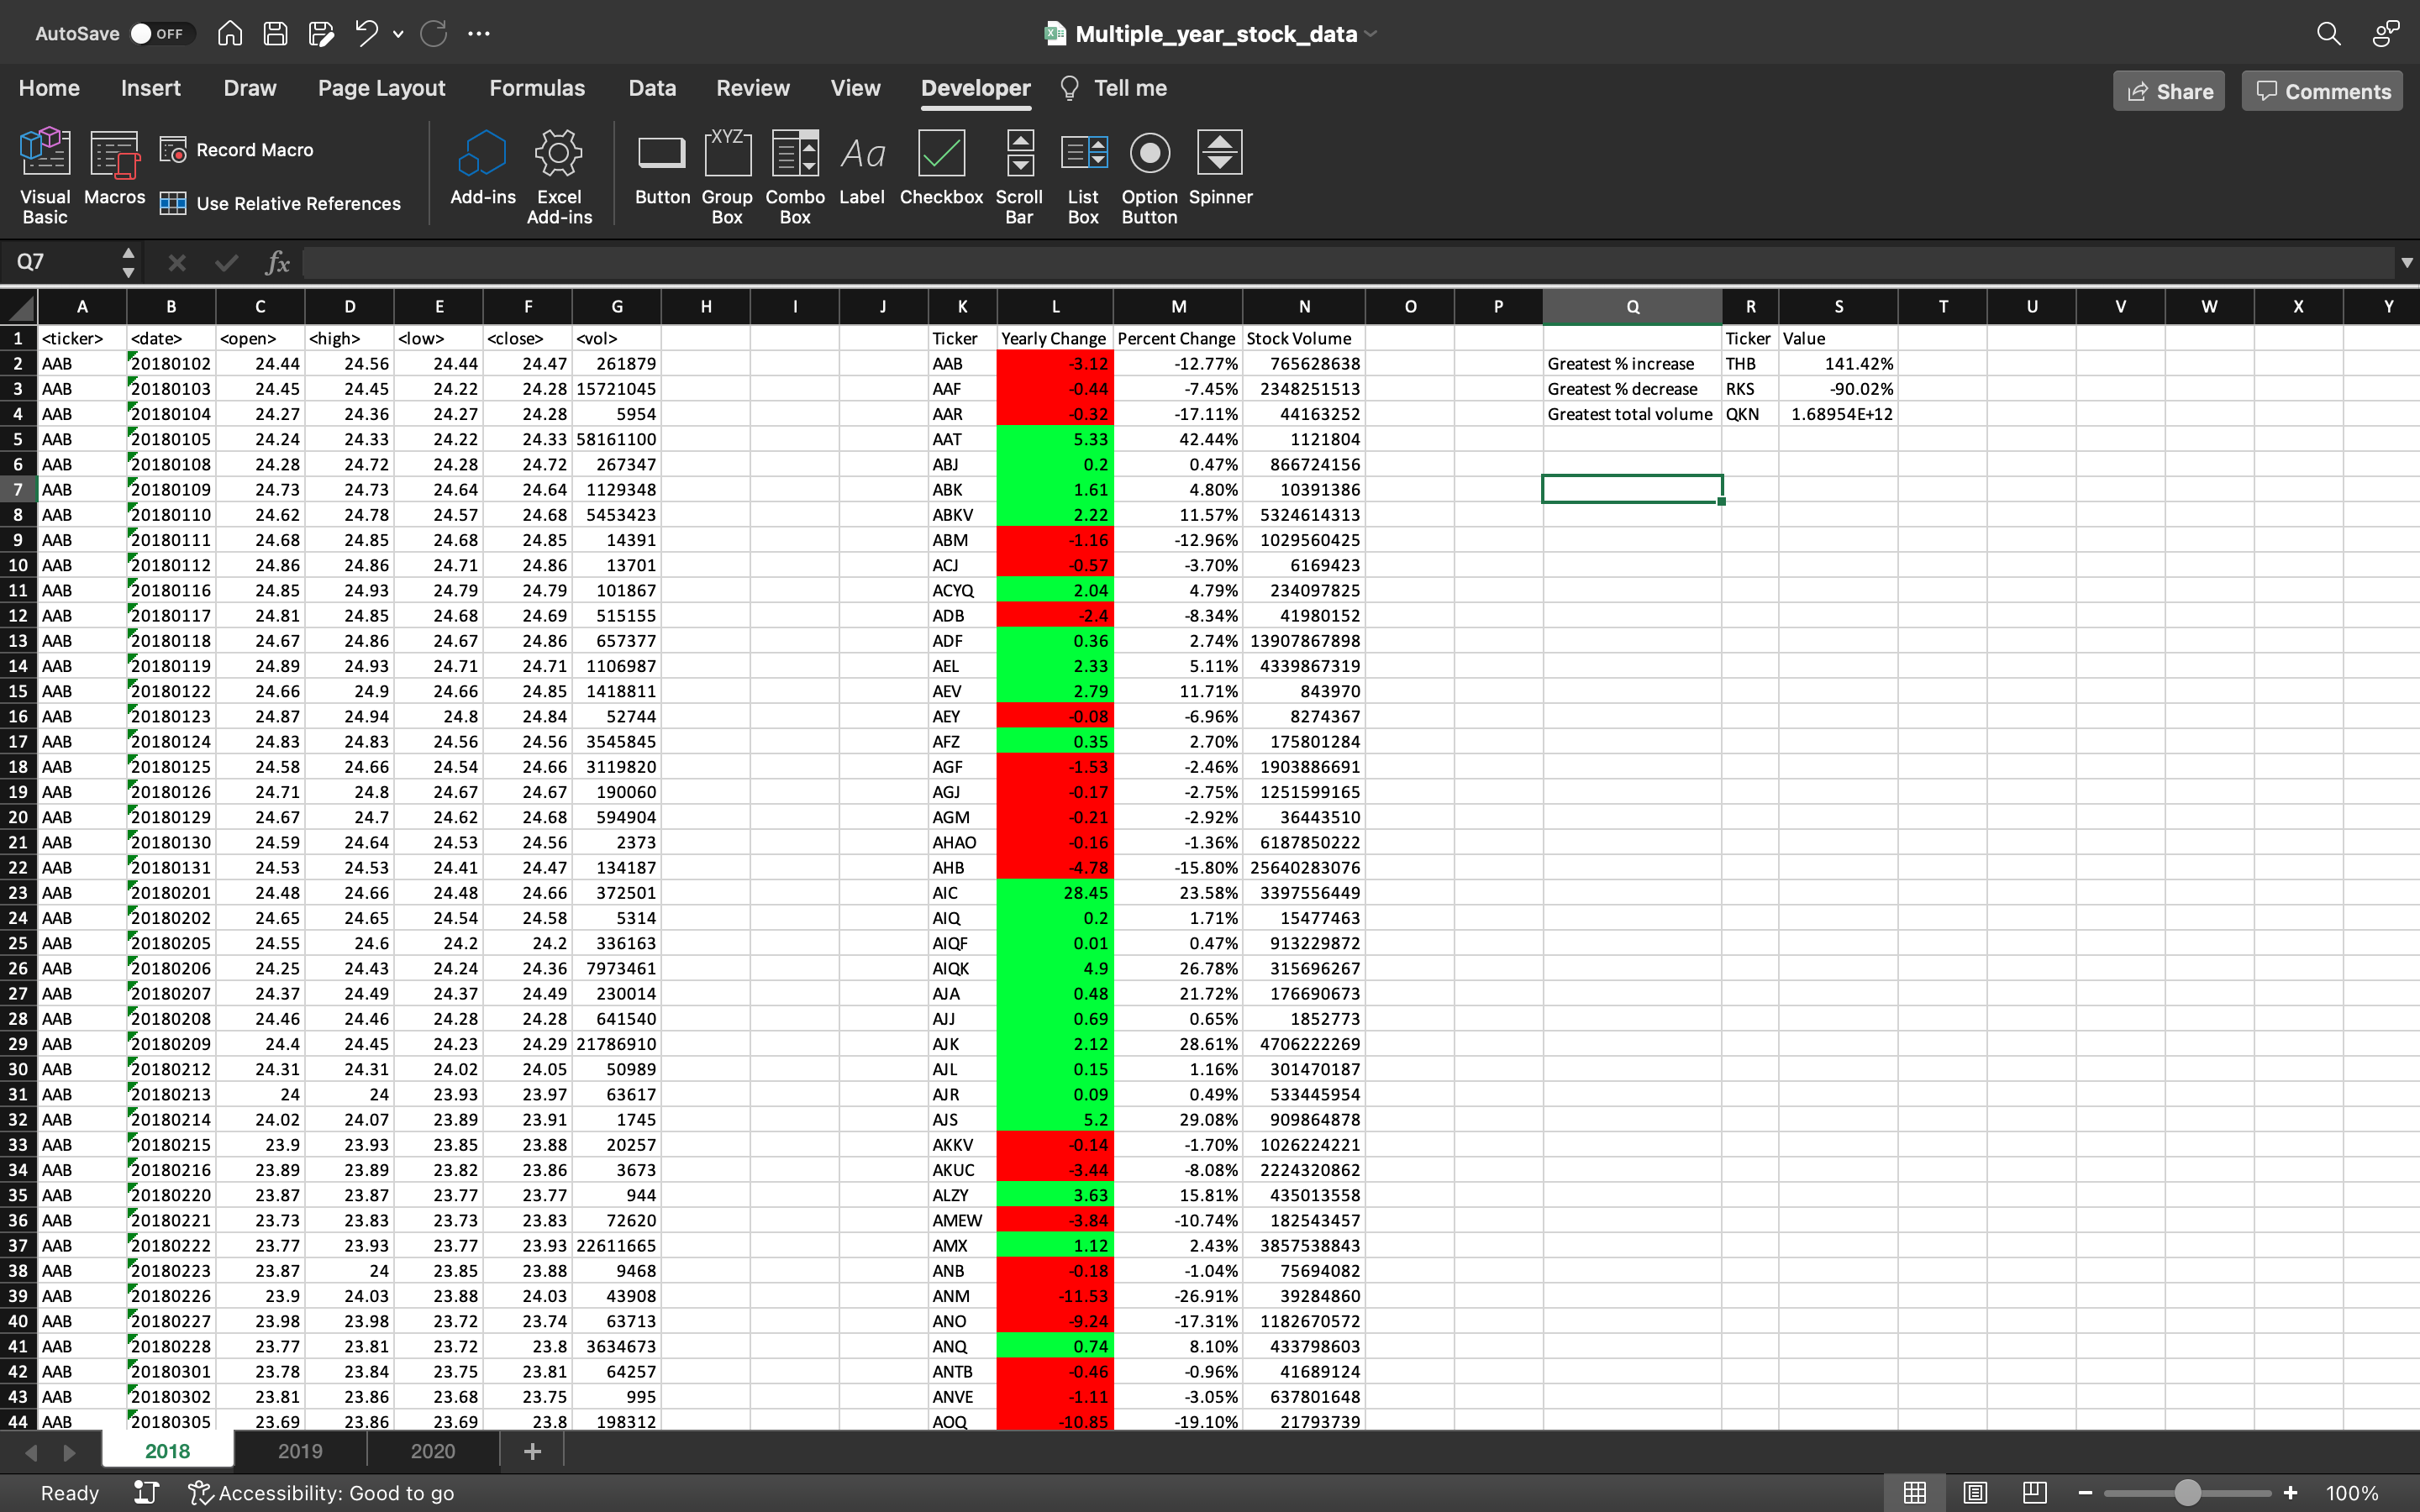 AutoSave OFF Multiple_year_stock_data
Home Insert Draw Page Layout Formulas Data Review View Developer Tell me Share Comments
Visual Basic Macros Record Macro Use Relative References Add-ins Excel Add-ins Button XYZ Group Box Combo Box Aa Label Checkbox Scroll Bar List Box Option Button Spinner
Q7 fx
A B C D E F G H I J K L M N O P Q R S T U V W X Y
1 <ticker> <date> <open> <high> <low> <close> <vol> Ticker Yearly Change Percent Change Stock Volume Ticker Value
2 AAB 20180102 24.44 24.56 24.44 24.47 261879 AAB -3.12 -12.77% 765628638 Greatest % increase THB 141.42%
3 AAB 20180103 24.45 24.45 24.22 24.28 15721045 AAF -0.44 -7.45% 2348251513 Greatest % decrease RKS -90.02%
4 AAB 20180104 24.27 24.36 24.27 24.28 5954 AAR -0.32 -17.11% 44163252 Greatest total volume QKN 1.68954E+12
5 AAB 20180105 24.24 24.33 24.22 24.33 58161100 AAT 5.33 42.44% 1121804
6 AAB 20180108 24.28 24.72 24.28 24.72 267347 ABJ 0.2 0.47% 866724156
7 AAB 20180109 24.73 24.73 24.64 24.64 1129348 ABK 1.61 4.80% 10391386
8 AAB 20180110 24.62 24.78 24.57 24.68 5453423 ABKV 2.22 11.57% 5324614313
9 AAB 20180111 24.68 24.85 24.68 24.85 14391 ABM -1.16 -12.96% 1029560425
10 AAB 20180112 24.86 24.86 24.71 24.86 13701 ACJ -0.57 -3.70% 6169423
11 AAB 20180116 24.85 24.93 24.79 24.79 101867 ACYQ 2.04 4.79% 234097825
12 AAB 20180117 24.81 24.85 24.68 24.69 515155 ADB -2.4 -8.34% 41980152
13 AAB 20180118 24.67 24.86 24.67 24.86 657377 ADF 0.36 2.74% 13907867898
14 AAB 20180119 24.89 24.93 24.71 24.71 1106987 AEL 2.33 5.11% 4339867319
15 AAB 20180122 24.66 24.9 24.66 24.85 1418811 AEV 2.79 11.71% 843970
16 AAB 20180123 24.87 24.94 24.8 24.84 52744 AEY -0.08 -6.96% 8274367
17 AAB 20180124 24.83 24.83 24.56 24.56 3545845 AFZ 0.35 2.70% 175801284
18 AAB 20180125 24.58 24.66 24.54 24.66 3119820 AGF -1.53 -2.46% 1903886691
19 AAB 20180126 24.71 24.8 24.67 24.67 190060 AGJ -0.17 -2.75% 1251599165
20 AAB 20180129 24.67 24.7 24.62 24.68 594904 AGM -0.21 -2.92% 36443510
21 AAB 20180130 24.59 24.64 24.53 24.56 2373 AHAO -0.16 -1.36% 6187850222
22 AAB 20180131 24.53 24.53 24.41 24.47 134187 AHB -4.78 -15.80% 25640283076
23 AAB 20180201 24.48 24.66 24.48 24.66 372501 AIC 28.45 23.58% 3397556449
24 AAB 20180202 24.65 24.65 24.54 24.58 5314 AIQ 0.2 1.71% 15477463
25 AAB 20180205 24.55 24.6 24.2 24.2 336163 AIQF 0.01 0.47% 913229872
26 AAB 20180206 24.25 24.43 24.24 24.36 7973461 AIQK 4.9 26.78% 315696267
27 AAB 20180207 24.37 24.49 24.37 24.49 230014 AJA 0.48 21.72% 176690673
28 AAB 20180208 24.46 24.46 24.28 24.28 641540 AJJ 0.69 0.65% 1852773
29 AAB 20180209 24.4 24.45 24.23 24.29 21786910 AJK 2.12 28.61% 4706222269
30 AAB 20180212 24.31 24.31 24.02 24.05 50989 AJL 0.15 1.16% 301470187
31 AAB 20180213 24 24 23.93 23.97 63617 AJR 0.09 0.49% 533445954
32 AAB 20180214 24.02 24.07 23.89 23.91 1745 AJS 5.2 29.08% 909864878
33 AAB 20180215 23.9 23.93 23.85 23.88 20257 AKKV -0.14 -1.70% 1026224221
34 AAB 20180216 23.89 23.89 23.82 23.86 3673 AKUC -3.44 -8.08% 2224320862
35 AAB 20180220 23.87 23.87 23.77 23.77 944 ALZY 3.63 15.81% 435013558
36 AAB 20180221 23.73 23.83 23.73 23.83 72620 AMEW -3.84 -10.74% 182543457
37 AAB 20180222 23.77 23.93 23.77 23.93 22611665 AMX 1.12 2.43% 3857538843
38 AAB 20180223 23.87 24 23.85 23.88 9468 ANB -0.18 -1.04% 75694082
39 AAB 20180226 23.9 24.03 23.88 24.03 43908 ANM -11.53 -26.91% 39284860
40 AAB 20180227 23.98 23.98 23.72 23.74 63713 ANO -9.24 -17.31% 1182670572
41 AAB 20180228 23.77 23.81 23.72 23.8 3634673 ANQ 0.74 8.10% 433798603
42 AAB 20180301 23.78 23.84 23.75 23.81 64257 ANTB -0.46 -0.96% 41689124
43 AAB 20180302 23.81 23.86 23.68 23.75 995 ANVE -1.11 -3.05% 637801648
44 AAB 20180305 23.69 23.86 23.69 23.8 198312 AOQ -10.85 -19.10% 21793739
2018 2019 2020 +
Ready Accessibility: Good to go 100%